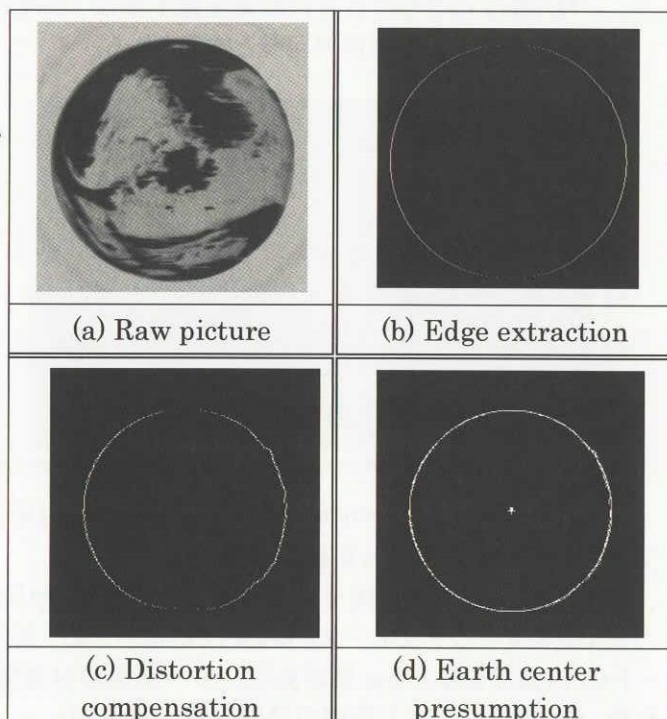 (a) Raw picture
(b) Edge extraction
(c) Distortion
compensation
(d) Earth center
presumption